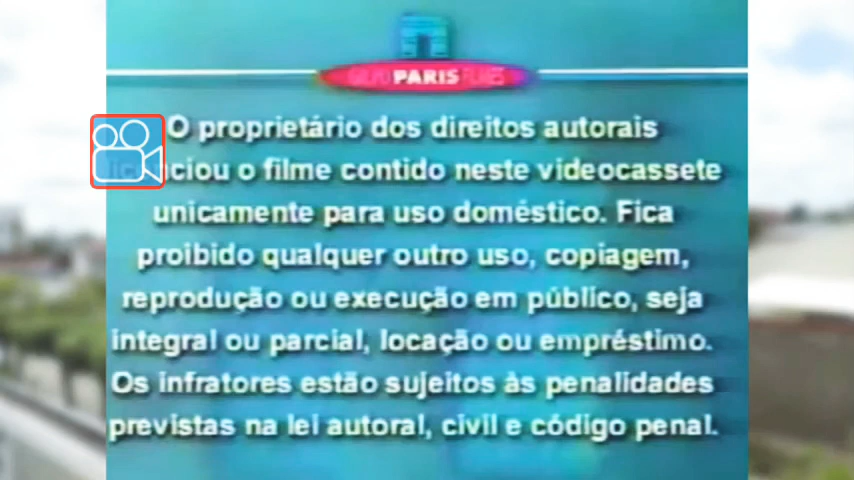 GRUPO PARIS FILMES
O proprietário dos direitos autorais
licenciou o filme contido neste videocassete
unicamente para uso doméstico. Fica
proibido qualquer outro uso, copiagem,
reprodução ou execução em público, seja
integral ou parcial, locação ou empréstimo.
Os infratores estão sujeitos às penalidades
previstas na lei autoral, civil e código penal.